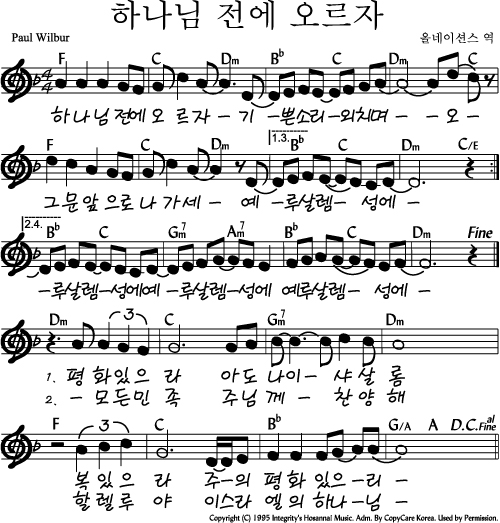 하나님 전에 오르자
Paul Wilbur
올네이션스 역
F C Dm Bb C Dm C
하나님 전에 오 르자 - 기 - 쁜소리 - 외치며 - - 오 -
F C Dm 1.3. Bb C Dm C/E
그 문 앞 으로 나 가세 - 예 - 루살렘 - 성에 -
2.4. Bb C Gm7 Am7 Bb C Dm Fine
- 루살렘 - 성에예 - 루살렘 - 성에 예루살렘 - 성에 -
Dm C Gm7 Dm
3 3
1. 평 화있으 라 아도 나이 - 샤 살 롬
2. - 모든민 족 주님 께 - 찬 양 해
F C Bb G/A A D.C. al Fine
복 있 으 라 주 - 의 평 화 있으 - 리 -
할 렐 루 야 이스라 엘 의 하나 - 님 -
Copyright (C) 1995 Integrity's Hosanna! Music. Adm. By CopyCare Korea. Used by Permission.